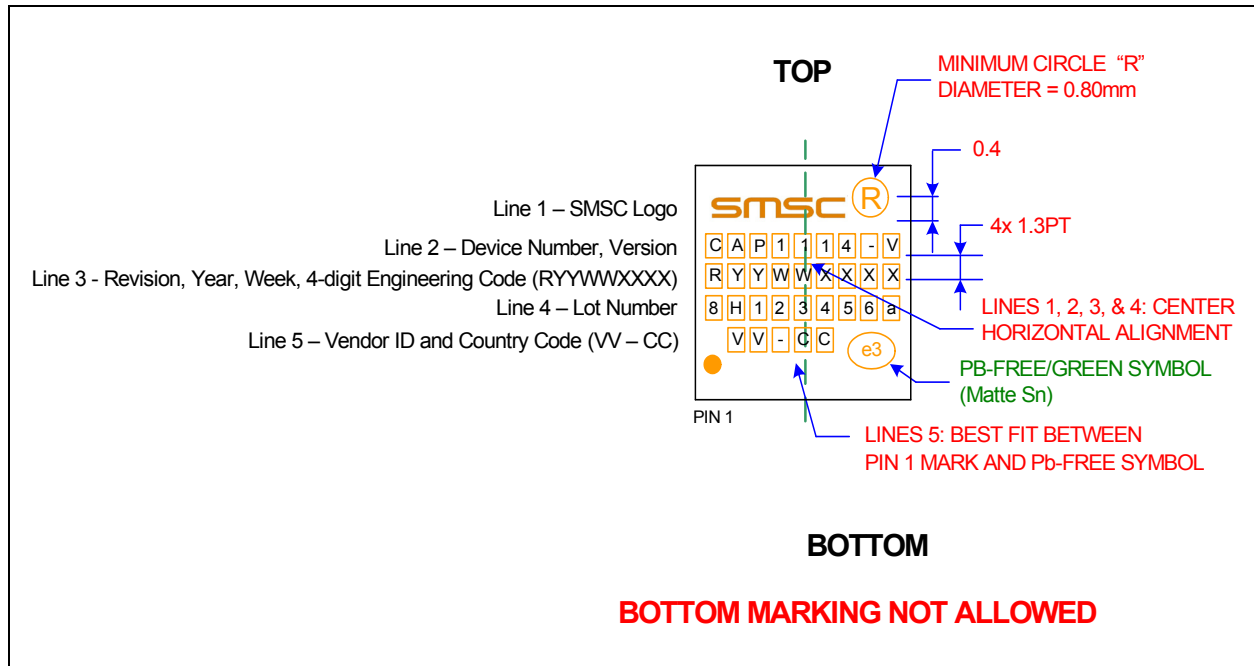 TOP
MINIMUM CIRCLE “R”
DIAMETER = 0.80mm
0.4
4x 1.3PT
Line 1 – SMSC Logo
smsc R
Line 2 – Device Number, Version
CAP1114-V
Line 3 - Revision, Year, Week, 4-digit Engineering Code (RYYWWXXXX)
RYYWWXXXX
Line 4 – Lot Number
8H123456a
Line 5 – Vendor ID and Country Code (VV – CC)
VV-CC
e3
PIN 1
LINES 1, 2, 3, & 4: CENTER
HORIZONTAL ALIGNMENT
PB-FREE/GREEN SYMBOL
(Matte Sn)
LINES 5: BEST FIT BETWEEN
PIN 1 MARK AND Pb-FREE SYMBOL
BOTTOM
BOTTOM MARKING NOT ALLOWED